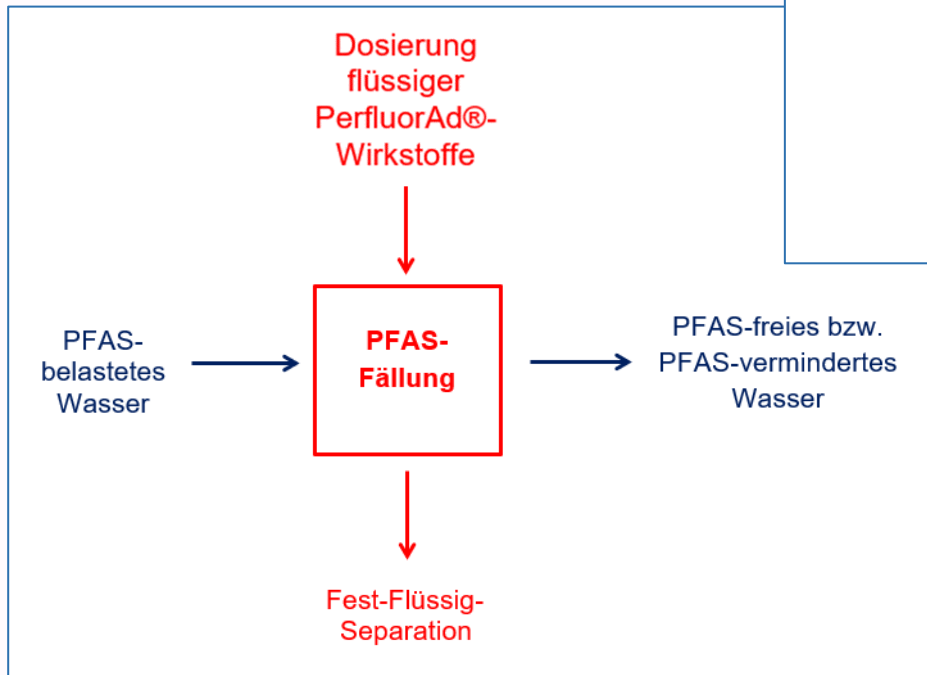 Dosierung
flüssiger
PerfluorAd®-
Wirkstoffe
PFAS-
belastetes
Wasser
PFAS-
Fällung
PFAS-freies bzw.
PFAS-vermindertes
Wasser
Fest-Flüssig-
Separation